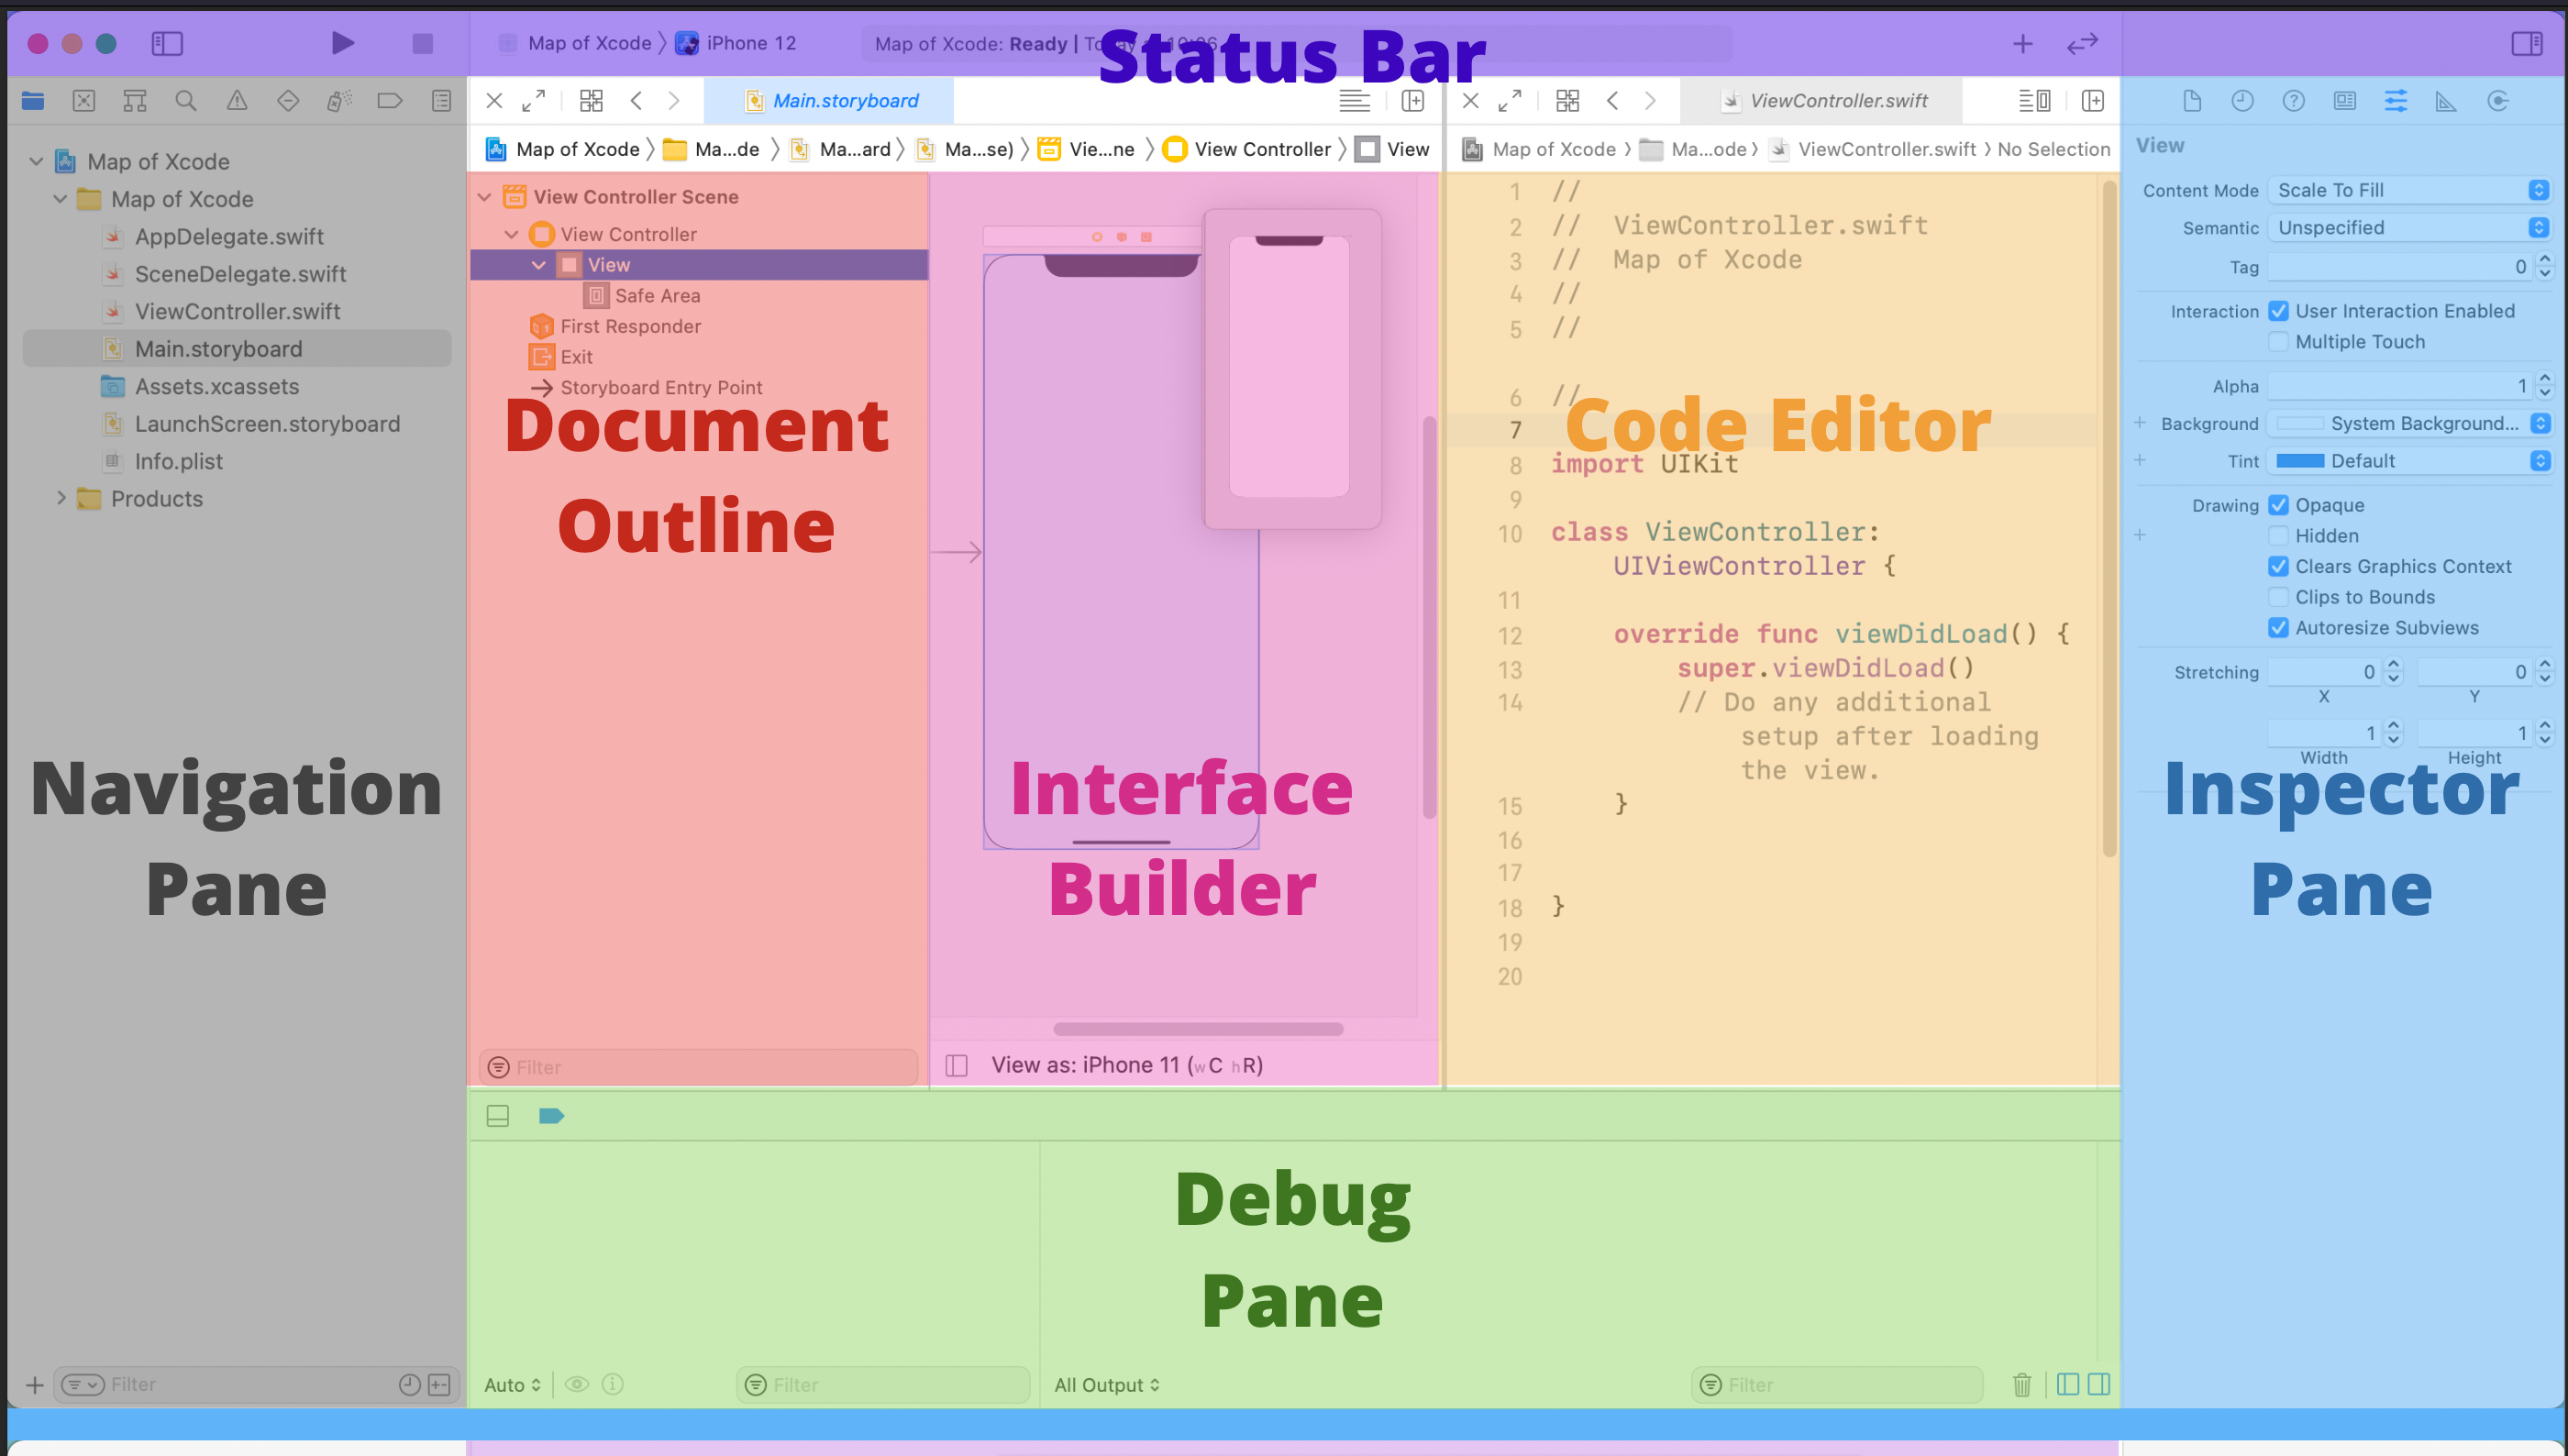 Map of Xcode
iPhone 12
Map of Xcode: Ready |
Status Bar
Main.storyboard
ViewController.swift
Map of Xcode
Ma...de
Ma...ard
Ma...se)
Vie...ne
View Controller
View
Map of Xcode
Ma...ode
ViewController.swift
No Selection
Map of Xcode
Map of Xcode
AppDelegate.swift
SceneDelegate.swift
ViewController.swift
Main.storyboard
Assets.xcassets
LaunchScreen.storyboard
Info.plist
Products
Navigation
Pane
Filter
View Controller Scene
View Controller
View
Safe Area
First Responder
Exit
Storyboard Entry Point
Document
Outline
Filter
Interface
Builder
View as: iPhone 11 (wC hR)
1 //
2 // ViewController.swift
3 // Map of Xcode
4 //
5 //
6 //
7
Code Editor
8 import UIKit
9
10 class ViewController:
UIViewController {
11
12 override func viewDidLoad() {
13 super.viewDidLoad()
14 // Do any additional
setup after loading
the view.
15 }
16
17
18 }
19
20
View
Content Mode Scale To Fill
Semantic Unspecified
Tag 0
Interaction User Interaction Enabled
Multiple Touch
Alpha 1
Background System Background...
Tint Default
Drawing Opaque
Hidden
Clears Graphics Context
Clips to Bounds
Autoresize Subviews
Stretching 0 0
X Y
1 1
Width Height
Inspector
Pane
Debug
Pane
Auto
Filter
All Output
Filter